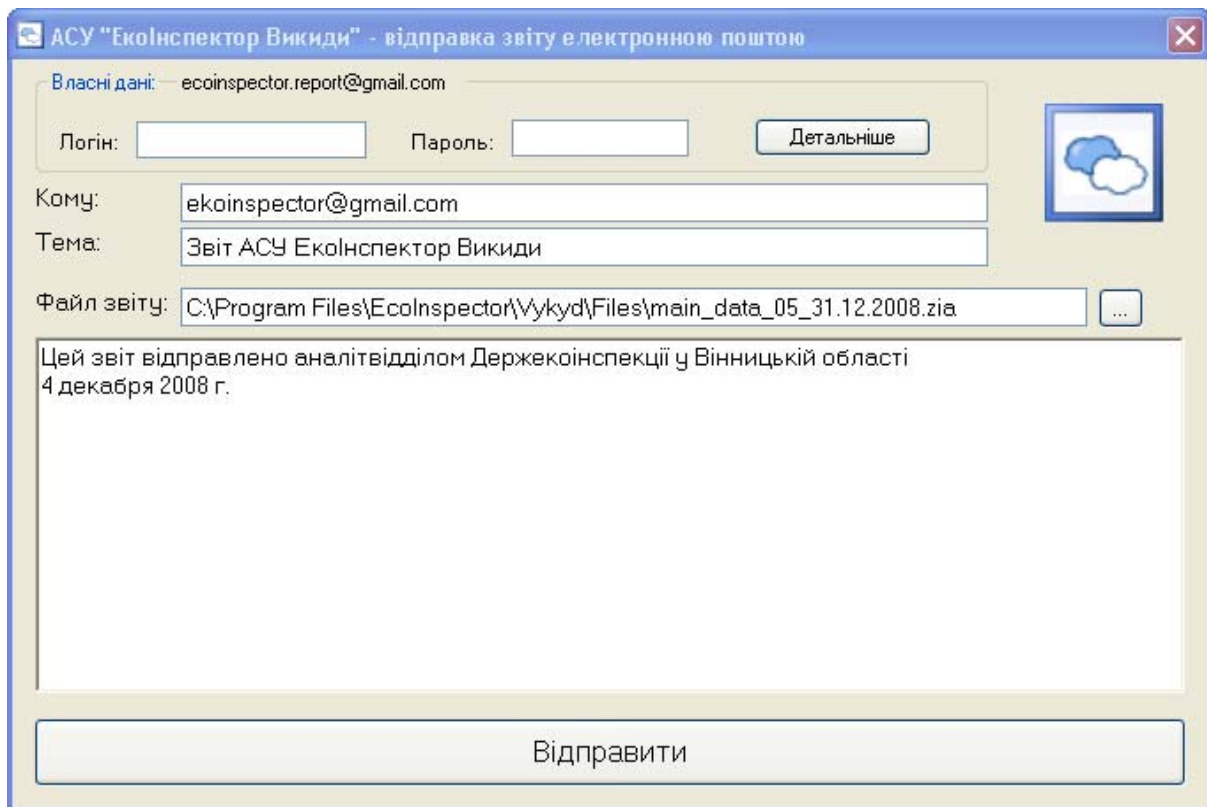 АСУ "ЕкоІнспектор Викиди" - відправка звіту електронною поштою
Власні дані: ecoinspector.report@gmail.com
Логін: Пароль: Детальніше
Кому: ekoinspector@gmail.com
Тема: Звіт АСУ ЕкоІнспектор Викиди
Файл звіту: C:\Program Files\EcoInspector\Vykyd\Files\main_data_05_31.12.2008.zia ...
Цей звіт відправлено аналітвідділом Держекоінспекції у Вінницькій області
4 декабря 2008 г.
Відправити